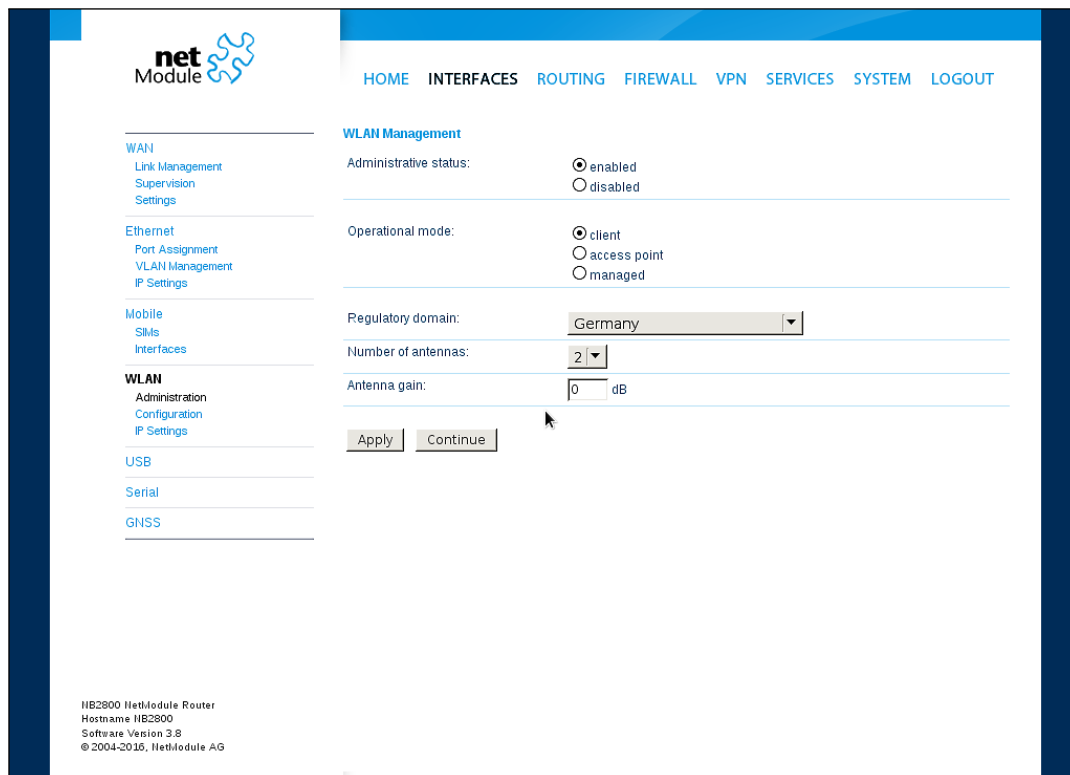 net
Module
HOME INTERFACES ROUTING FIREWALL VPN SERVICES SYSTEM LOGOUT
WAN
Link Management
Supervision
Settings
Ethernet
Port Assignment
VLAN Management
IP Settings
Mobile
SIMs
Interfaces
WLAN
Administration
Configuration
IP Settings
USB
Serial
GNSS
WLAN Management
Administrative status:
enabled
disabled
Operational mode:
client
access point
managed
Regulatory domain: Germany
Number of antennas: 2
Antenna gain: 0 dB
Apply Continue
NB2800 NetModule Router
Hostname NB2800
Software Version 3.8
© 2004-2016, NetModule AG